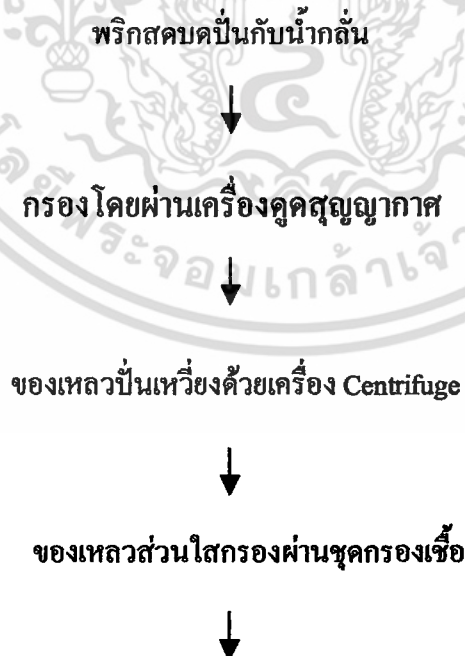 พริกสดบดปั่นกับน้ำกลั่น
กรองโดยผ่านเครื่องดูดสุญญากาศ
ของเหลวปั่นเหวี่ยงด้วยเครื่อง Centrifuge
ของเหลวส่วนใสกรองผ่านชุดกรองเชื้อ